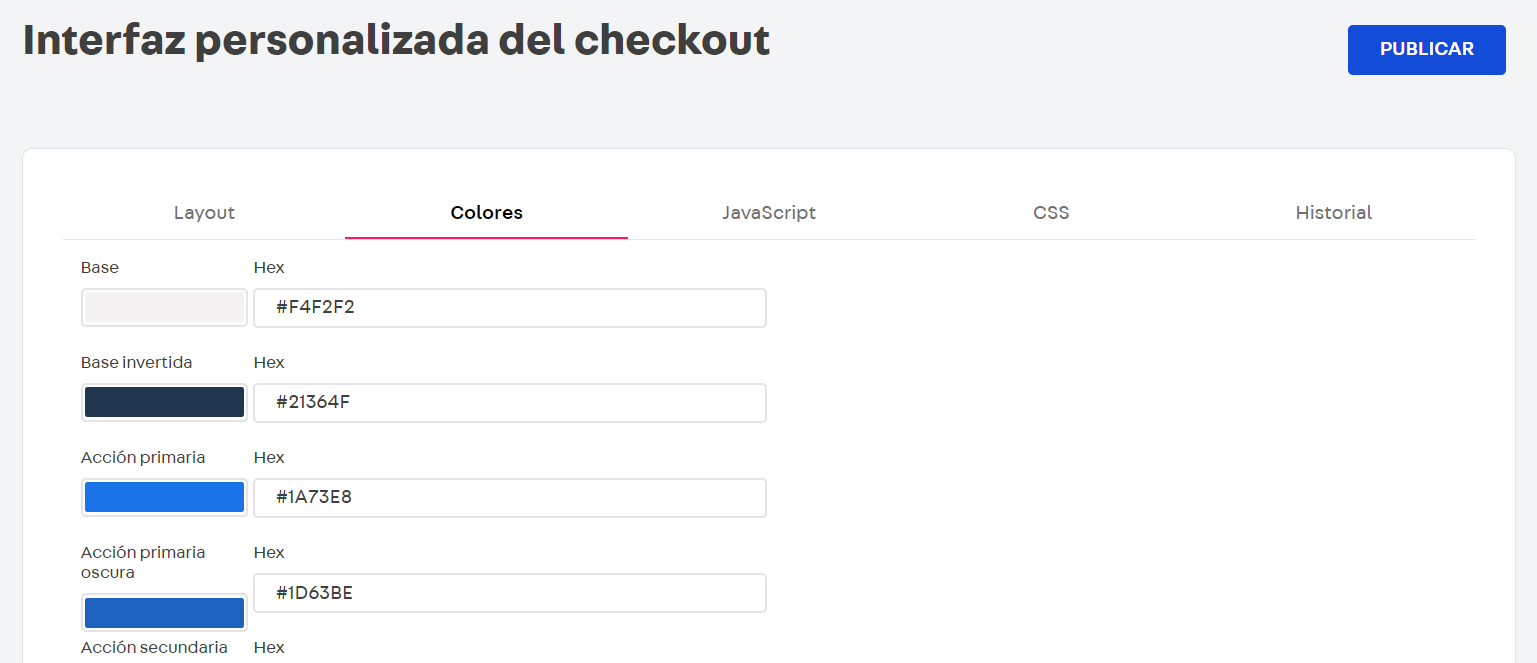 Interfaz personalizada del checkout
PUBLICAR
Layout
Colores
JavaScript
CSS
Historial
Base
Hex
#F4F2F2
Base invertida
Hex
#21364F
Acción primaria
Hex
#1A73E8
Acción primaria
oscura
Hex
#1D63BE
Acción secundaria
Hex